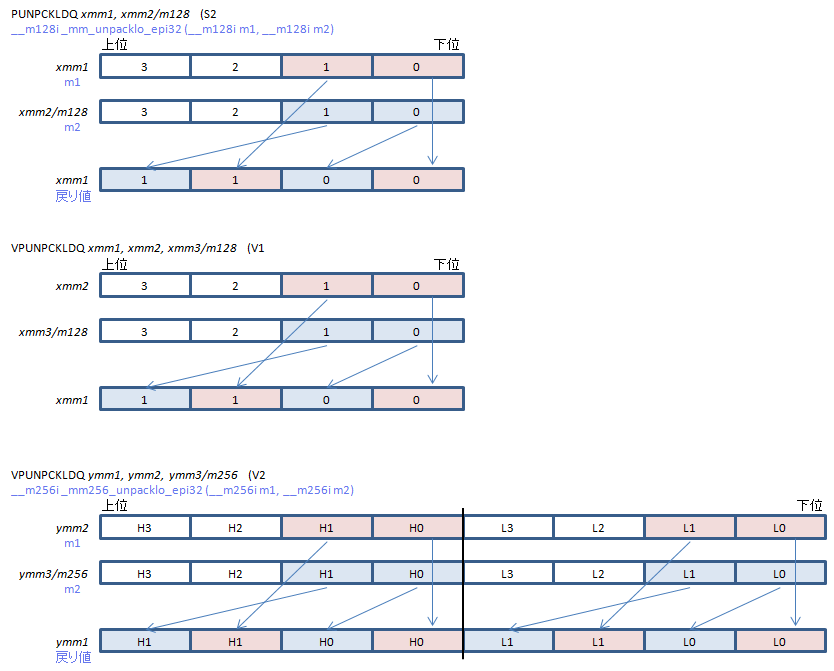 PUNPCKLDQ xmm1, xmm2/m128 (S2
__m128i _mm_unpacklo_epi32 (__m128i m1, __m128i m2)
上位 下位
xmm1 3 2 1 0
m1
xmm2/m128 3 2 1 0
m2
xmm1 1 1 0 0
戻り値
VPUNPCKLDQ xmm1, xmm2, xmm3/m128 (V1
上位 下位
xmm2 3 2 1 0
xmm3/m128 3 2 1 0
xmm1 1 1 0 0
VPUNPCKLDQ ymm1, ymm2, ymm3/m256 (V2
__m256i _mm256_unpacklo_epi32 (__m256i m1, __m256i m2)
上位 下位
ymm2 H3 H2 H1 H0 L3 L2 L1 L0
m1
ymm3/m256 H3 H2 H1 H0 L3 L2 L1 L0
m2
ymm1 H1 H1 H0 H0 L1 L1 L0 L0
戻り値